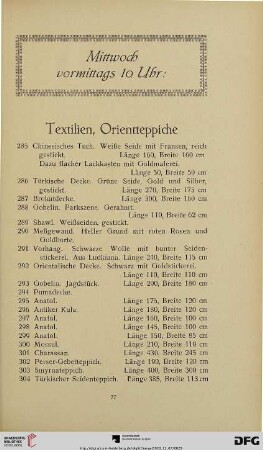 Mittwoch
vormittags 10 Uhr:
Textilien, Orientteppiche
285 Chinesisches Tuch. Weiße Seide mit Fransen, reich
gestickt. Länge 160, Breite 160 cm
Dazu flacher Lackkasten mit Goldmalerei.
Länge 50, Breite 50 cm
286 Türkische Decke. Grüne Seide, Gold und Silber,
gestickt. Länge 270, Breite 175 cm
287 Brokatdecke. Länge 300, Breite 160 cm
288 Gobelin. Parkszene. Gerahmt.
Länge 110, Breite 62 cm
289 Shawl. Weißseiden, gestickt.
290 Meßgewand. Heller Grund mit roten Rosen und
Goldborte.
291 Vorhang. Schwarze Wolle mit bunter Seiden-
stickerei. Aus Länge 240, Breite 115 cm
292 Orientalische Decke. Schwarz mit Goldstickerei.
Länge 110, Breite 110 cm
293 Gobelin. Jagdstück. Länge 290, Breite 180 cm
294
295 Anatol. Länge 175, Breite 120 cm
296 Antiker Kula. Länge 180, Breite 120 cm
297 Anatol. Länge 160, Breite 100 cm
298 Anatol. Länge 145, Breite 100 cm
299 Anatol. Länge 150, Breite 85 cm
300 Mossul. Länge 210, Breite 110 cm
301 Charassan. Länge 430, Breite 245 cm
302 Perser-Gebetteppich. Länge 190, Breite 135 cm
303 Smyrnateppich. Länge 400, Breite 300 cm
304 Türkischer Seidenteppich. Länge 385, Breite 115 cm
77
DFG